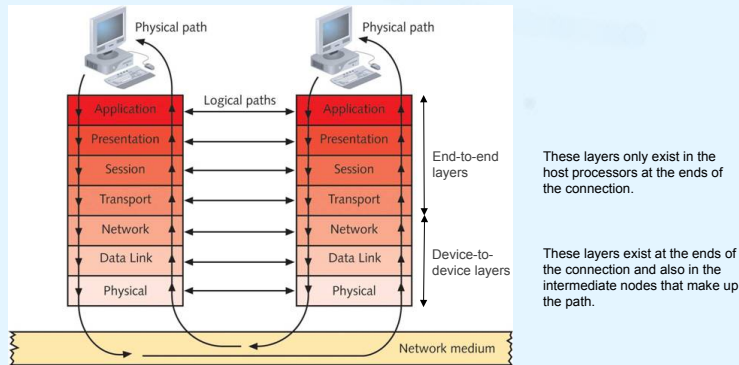 Physical path
Physical path
Logical paths
Application
Application
Presentation
Presentation
Session
Session
Transport
Transport
Network
Network
Data Link
Data Link
Physical
Physical
End-to-end
layers
Device-to-
device layers
These layers only exist in the
host processors at the ends of
the connection.
These layers exist at the ends of
the connection and also in the
intermediate nodes that make up
the path.
Network medium